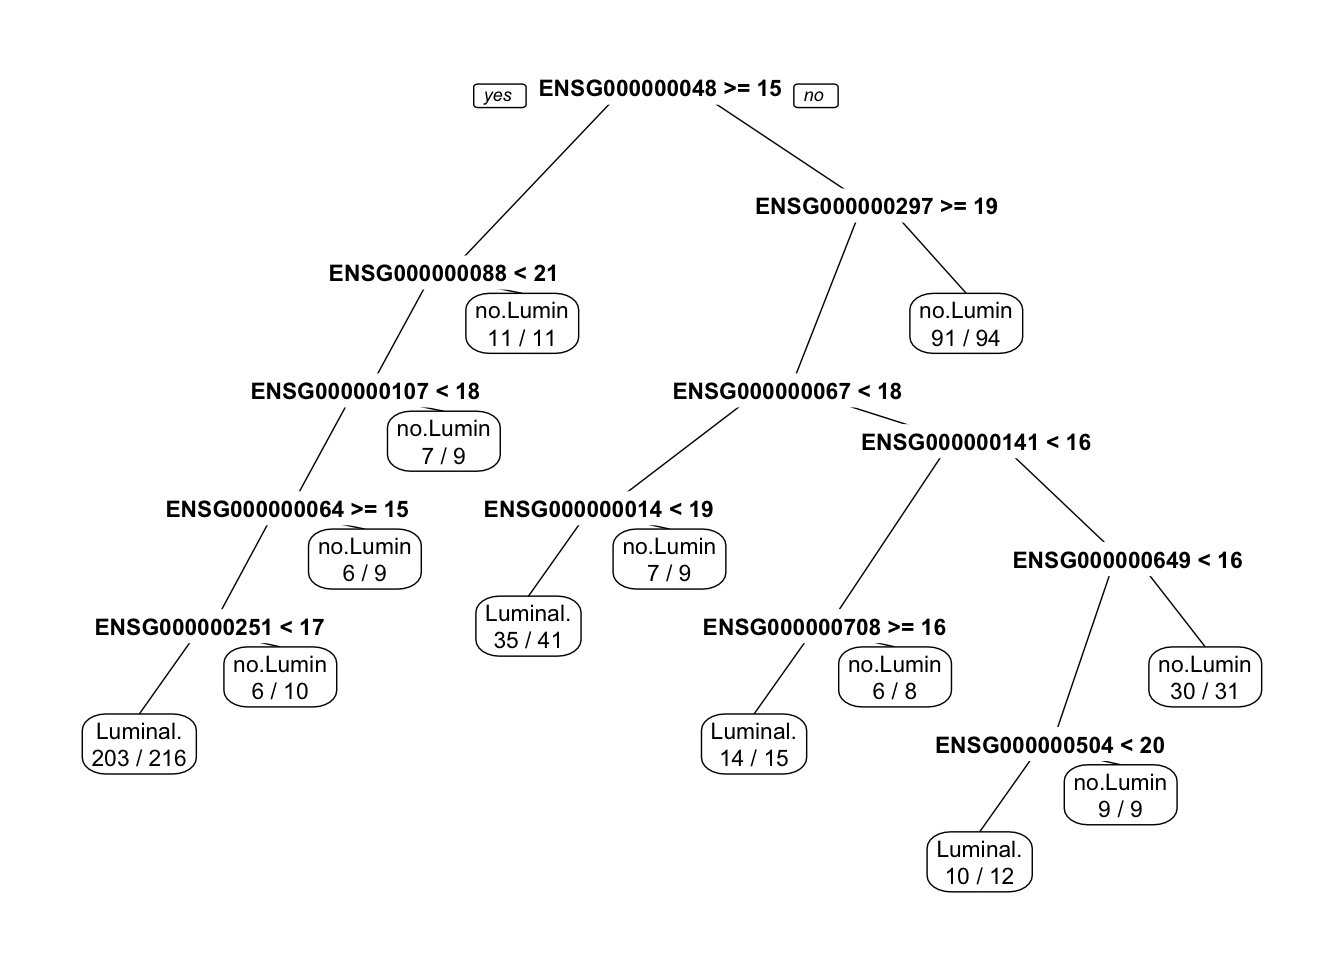 yes
ENSG000000048 >= 15
no
ENSG000000297 >= 19
ENSG000000088 < 21
no.Lumin
11 / 11
no.Lumin
91 / 94
ENSG000000107 < 18
ENSG000000067 < 18
no.Lumin
7 / 9
ENSG000000141 < 16
ENSG000000064 >= 15
ENSG000000014 < 19
no.Lumin
6 / 9
no.Lumin
7 / 9
ENSG000000649 < 16
Luminal.
35 / 41
ENSG000000251 < 17
ENSG000000708 >= 16
no.Lumin
6 / 10
no.Lumin
6 / 8
no.Lumin
30 / 31
Luminal.
203 / 216
Luminal.
14 / 15
ENSG000000504 < 20
no.Lumin
9 / 9
Luminal.
10 / 12